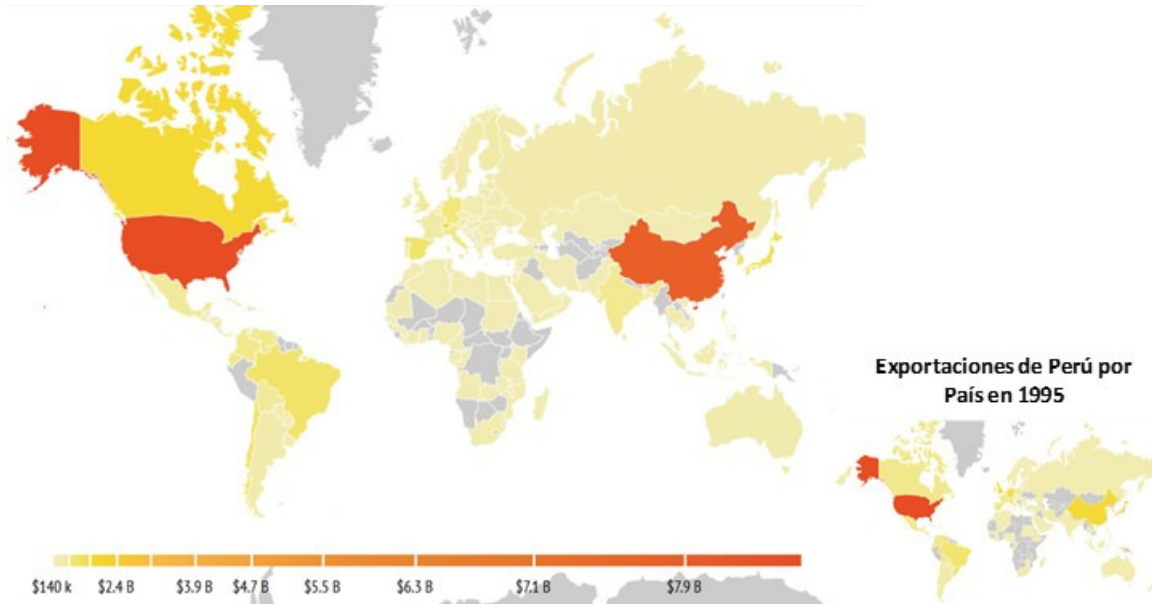 Exportaciones de Perú por
País en 1995
$140 k $2.4 B $3.9 B $4.7 B $5.5 B $6.3 B $7.1 B $7.9 B